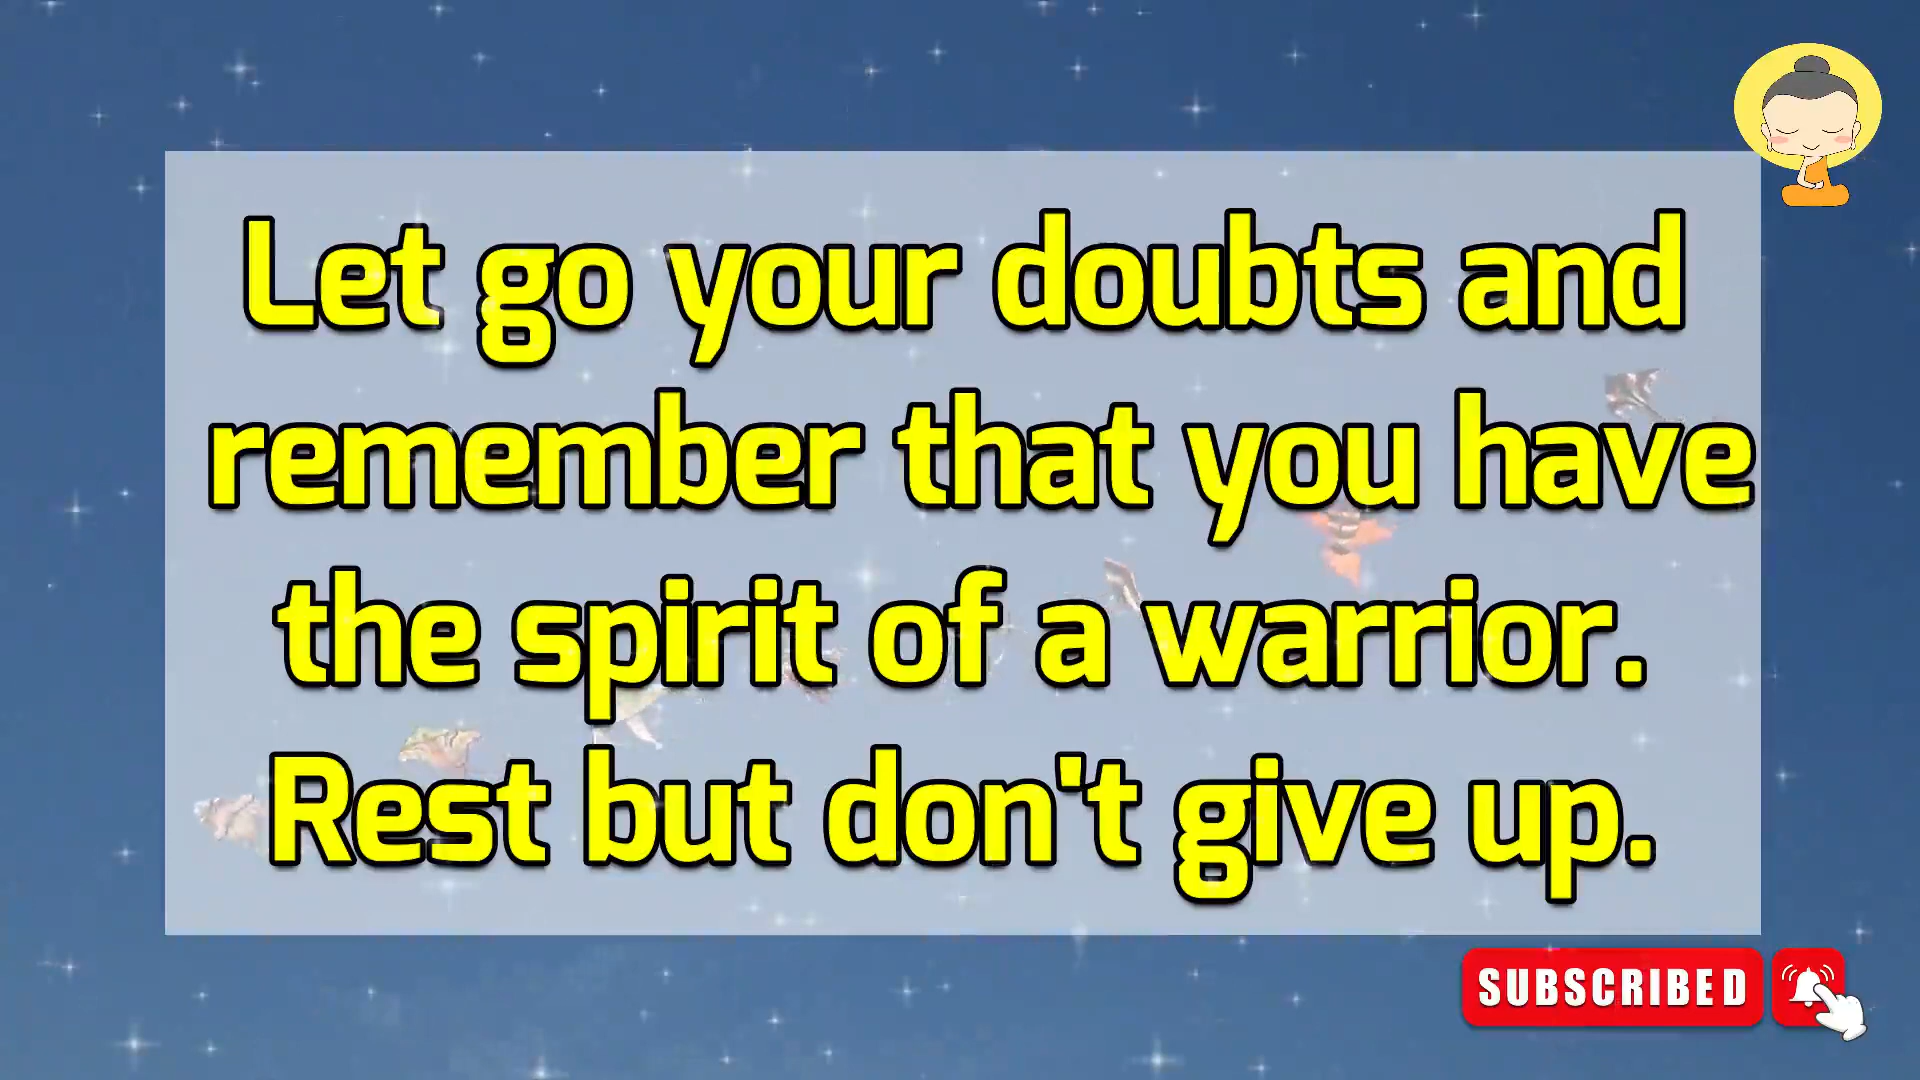 Let go your doubts and
remember that you have
the spirit of a warrior.
Rest but don't give up.
SUBSCRIBED